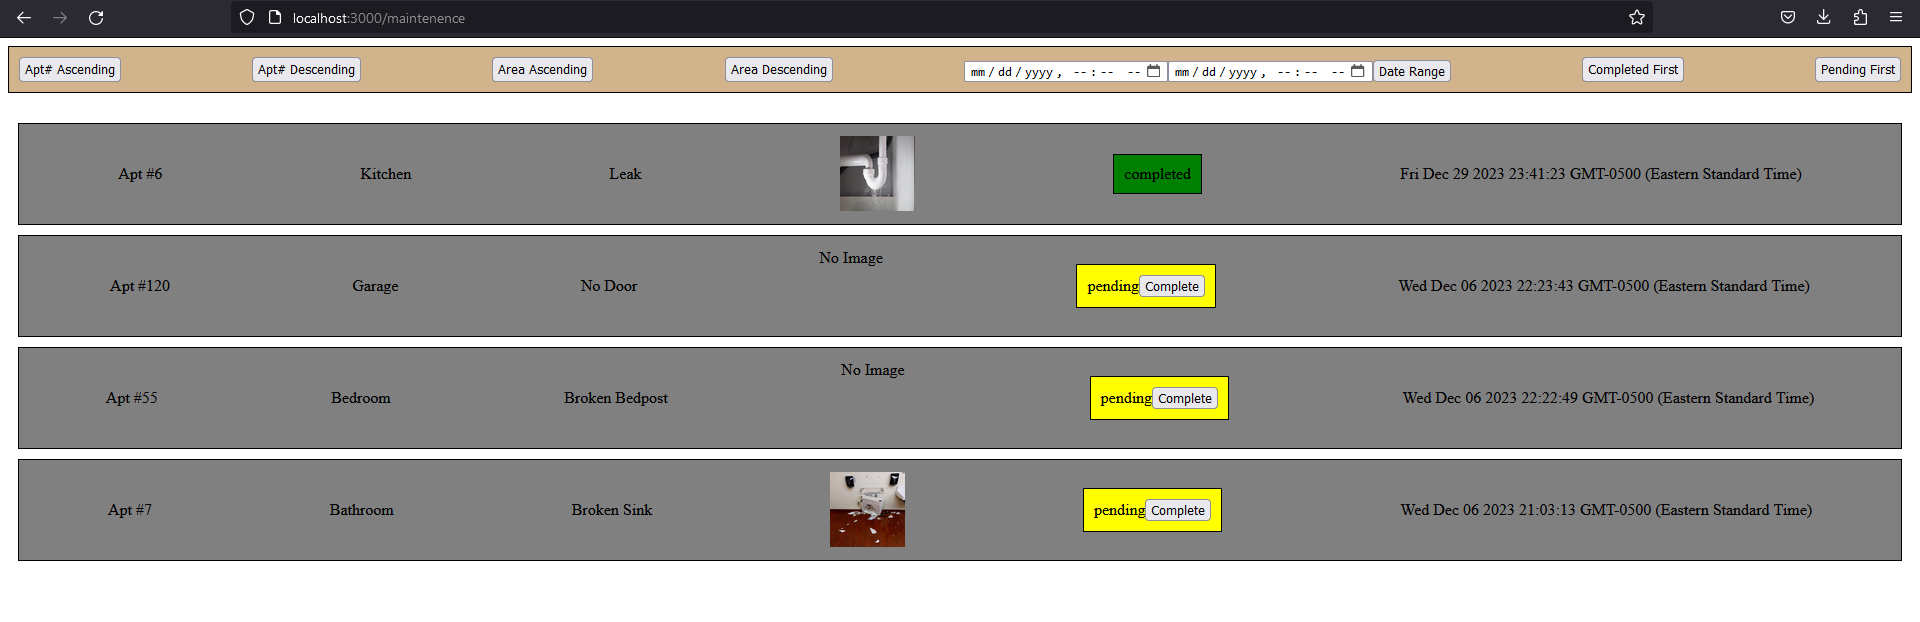 localhost:3000/maintenence
Apt# Ascending Apt# Descending Area Ascending Area Descending mm/dd/yyyy, --:-- -- mm/dd/yyyy, --:-- -- Date Range Completed First Pending First
Apt #6 Kitchen Leak completed Fri Dec 29 2023 23:41:23 GMT-0500 (Eastern Standard Time)
Apt #120 Garage No Door No Image pending Complete Wed Dec 06 2023 22:23:43 GMT-0500 (Eastern Standard Time)
Apt #55 Bedroom Broken Bedpost No Image pending Complete Wed Dec 06 2023 22:22:49 GMT-0500 (Eastern Standard Time)
Apt #7 Bathroom Broken Sink pending Complete Wed Dec 06 2023 21:03:13 GMT-0500 (Eastern Standard Time)